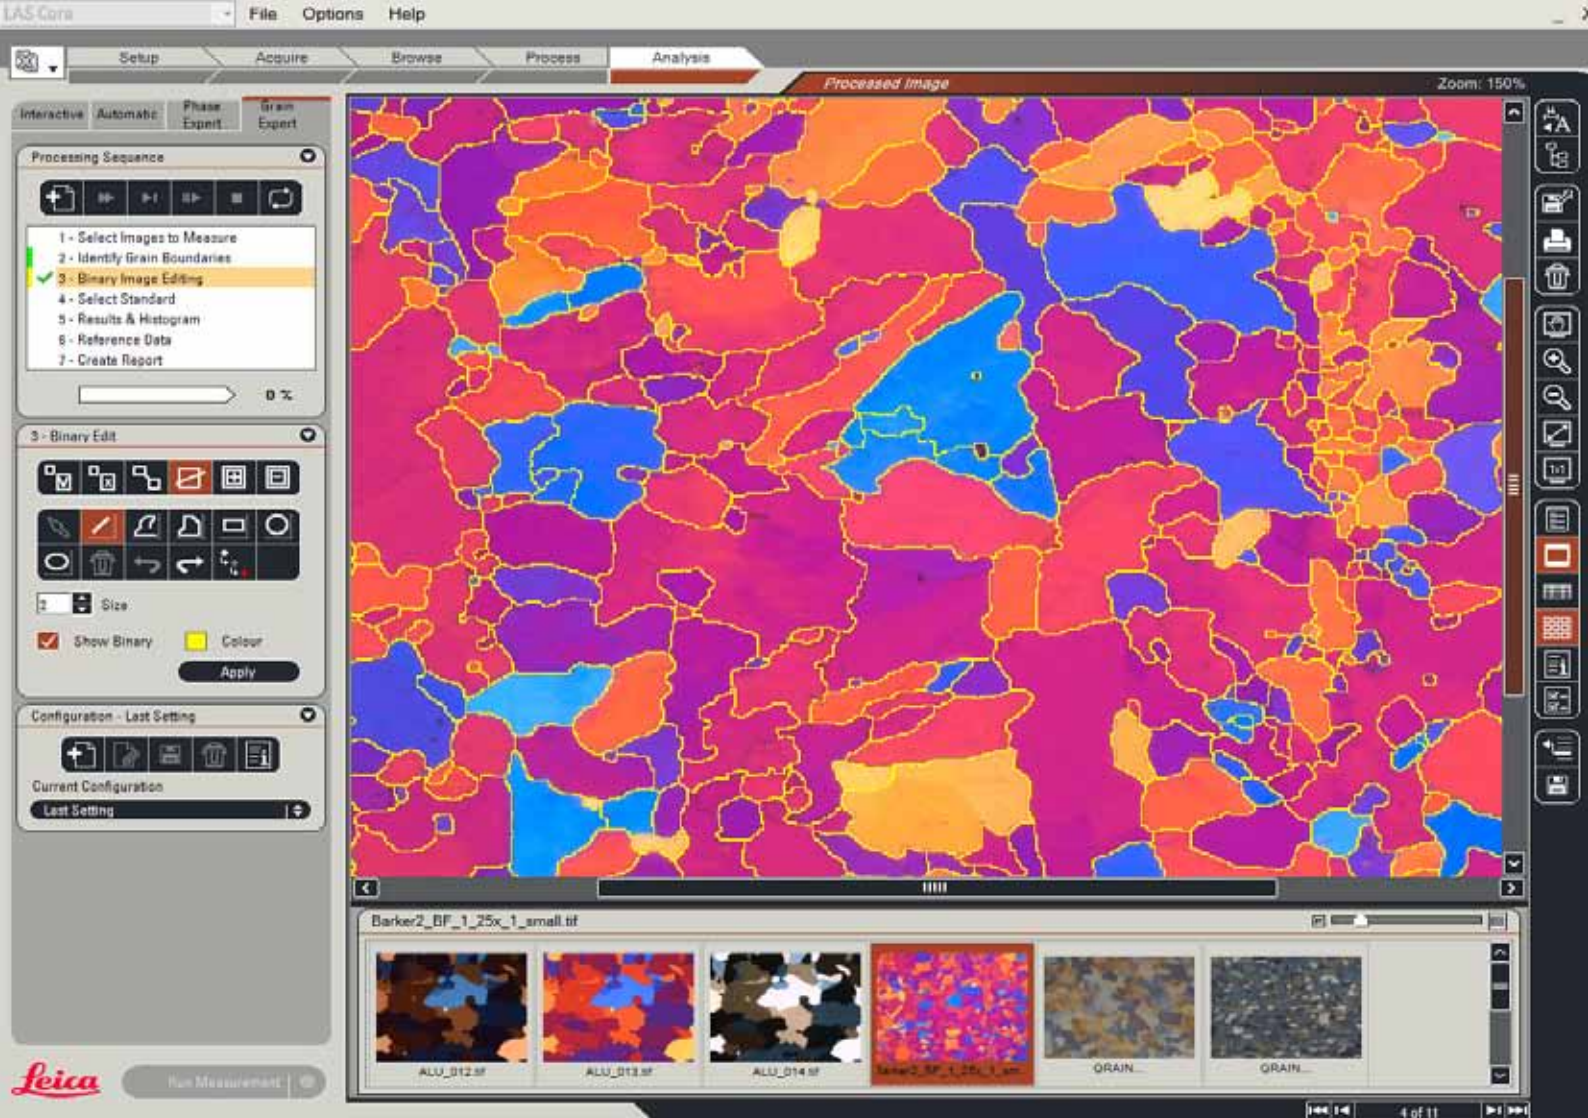 LAS Core
File Options Help
Setup Acquire Browse Process Analysis
Processed Image
Zoom: 150%
Interactive Automatic Phase Expert Grain Expert
Processing Sequence
1 - Select Images to Measure
2 - Identify Grain Boundaries
3 - Binary Image Editing
4 - Select Standard
5 - Results & Histogram
6 - Reference Data
7 - Create Report
0 %
3 - Binary Edit
2 Size
Show Binary Colour
Apply
Configuration - Last Setting
Current Configuration
Last Setting
1x1
Barker2_BF_1_25x_1_small.tif
ALU_012.tif
ALU_013.tif
ALU_014.tif
Barker2_BF_1_25x_1_sm...
GRAIN...
GRAIN...
Leica
Run Measurement
4 of 11